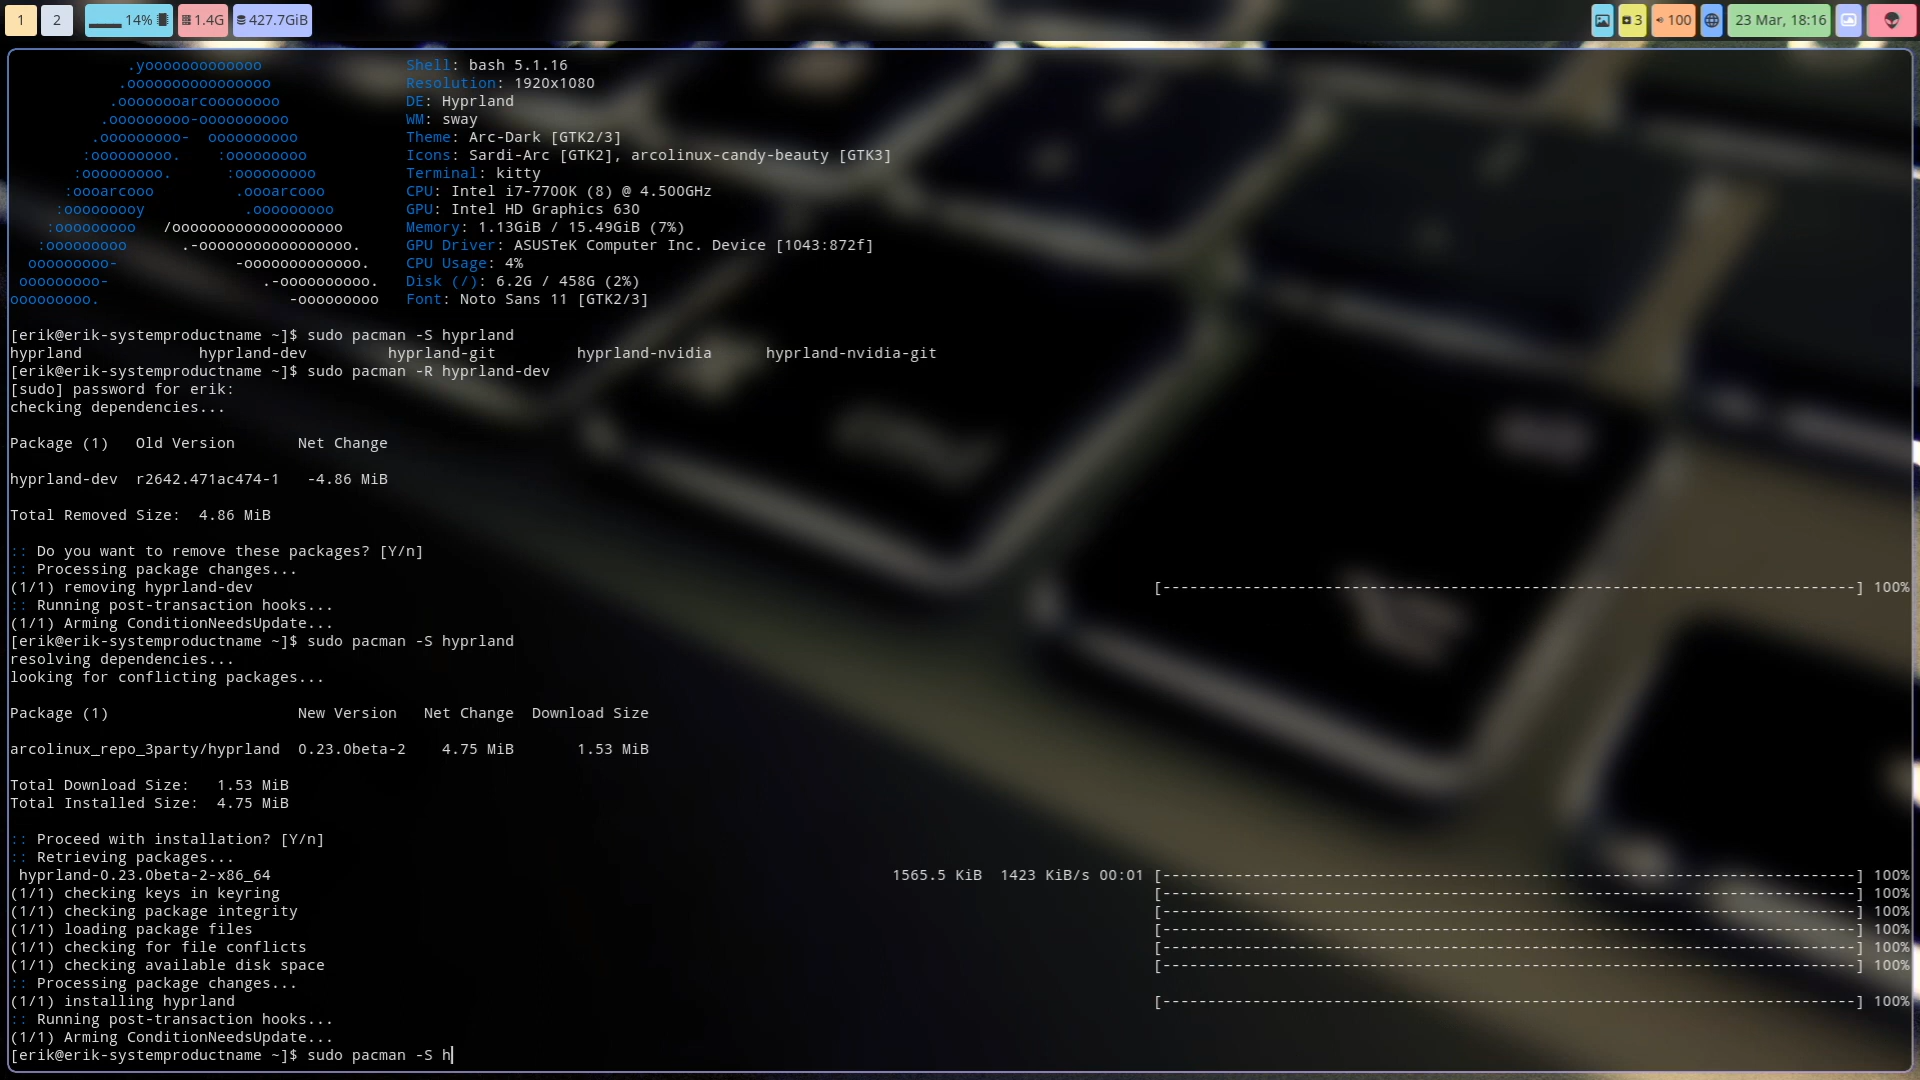 1 2 14% 1.4G 427.7GiB 3 100 23 Mar, 18:16
.yooooooooooooo Shell: bash 5.1.16
.oooooooooooooooo Resolution: 1920x1080
.ooooooooarcoooooooo DE: Hyprland
.ooooooooo-oooooooooo WM: sway
.ooooooooo-  oooooooooo Theme: Arc-Dark [GTK2/3]
:ooooooooo.    :ooooooooo Icons: Sardi-Arc [GTK2], arcolinux-candy-beauty [GTK3]
:ooooooooo.      :ooooooooo Terminal: kitty
:oooarcooo         .oooarcooo CPU: Intel i7-7700K (8) @ 4.500GHz
:ooooooooy           .ooooooooo GPU: Intel HD Graphics 630
:ooooooooo   /ooooooooooooooooooo Memory: 1.13GiB / 15.49GiB (7%)
:ooooooooo      .-ooooooooooooooooo. GPU Driver: ASUSTeK Computer Inc. Device [1043:872f]
ooooooooo-             -ooooooooooooo. CPU Usage: 4%
ooooooooo-                 .-oooooooooo. Disk (/): 6.2G / 458G (2%)
ooooooooo.                     -ooooooooo Font: Noto Sans 11 [GTK2/3]
[erik@erik-systemproductname ~]$ sudo pacman -S hyprland
hyprland             hyprland-dev         hyprland-git         hyprland-nvidia      hyprland-nvidia-git
[erik@erik-systemproductname ~]$ sudo pacman -R hyprland-dev
[sudo] password for erik:
checking dependencies...
Package (1)   Old Version       Net Change
hyprland-dev  r2642.471ac474-1   -4.86 MiB
Total Removed Size:  4.86 MiB
:: Do you want to remove these packages? [Y/n]
:: Processing package changes...
(1/1) removing hyprland-dev [------------------------------------------------------------------------------] 100%
:: Running post-transaction hooks...
(1/1) Arming ConditionNeedsUpdate...
[erik@erik-systemproductname ~]$ sudo pacman -S hyprland
resolving dependencies...
looking for conflicting packages...
Package (1)                     New Version   Net Change  Download Size
arcolinux_repo_3party/hyprland  0.23.0beta-2    4.75 MiB       1.53 MiB
Total Download Size:   1.53 MiB
Total Installed Size:  4.75 MiB
:: Proceed with installation? [Y/n]
:: Retrieving packages...
hyprland-0.23.0beta-2-x86_64 1565.5 KiB  1423 KiB/s 00:01 [------------------------------------------------------------------------------] 100%
(1/1) checking keys in keyring [------------------------------------------------------------------------------] 100%
(1/1) checking package integrity [------------------------------------------------------------------------------] 100%
(1/1) loading package files [------------------------------------------------------------------------------] 100%
(1/1) checking for file conflicts [------------------------------------------------------------------------------] 100%
(1/1) checking available disk space [------------------------------------------------------------------------------] 100%
:: Processing package changes...
(1/1) installing hyprland [------------------------------------------------------------------------------] 100%
:: Running post-transaction hooks...
(1/1) Arming ConditionNeedsUpdate...
[erik@erik-systemproductname ~]$ sudo pacman -S h